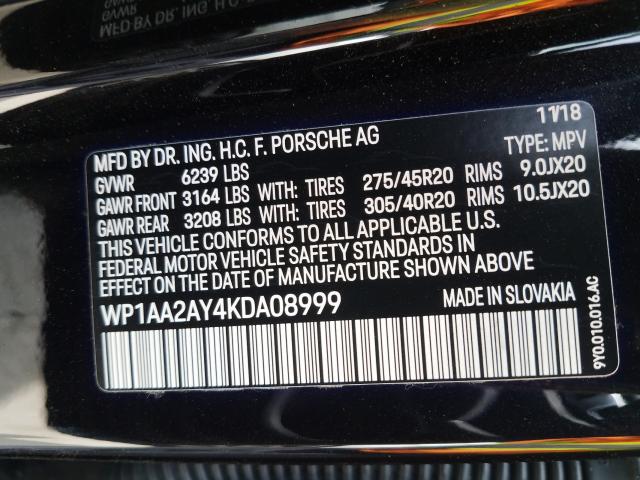 11/18
MFD BY DR. ING. H.C. F. PORSCHE AG
TYPE: MPV
GVWR 6239 LBS
GAWR FRONT 3164 LBS WITH: TIRES 275/45R20 RIMS 9.0JX20
GAWR REAR 3208 LBS WITH: TIRES 305/40R20 RIMS 10.5JX20
THIS VEHICLE CONFORMS TO ALL APPLICABLE U.S.
FEDERAL MOTOR VEHICLE SAFETY STANDARDS IN
EFFECT ON THE DATE OF MANUFACTURE SHOWN ABOVE
WP1AA2AY4KDA08999
MADE IN SLOVAKIA
9Y0.010.016.AC